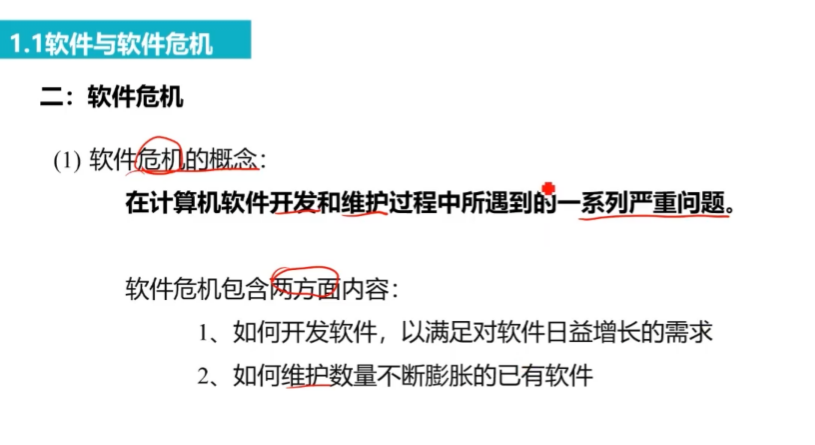 1.1软件与软件危机
二：软件危机
(1) 软件危机的概念：
在计算机软件开发和维护过程中所遇到的一系列严重问题。
软件危机包含两方面内容：
1、如何开发软件，以满足对软件日益增长的需求
2、如何维护数量不断膨胀的已有软件